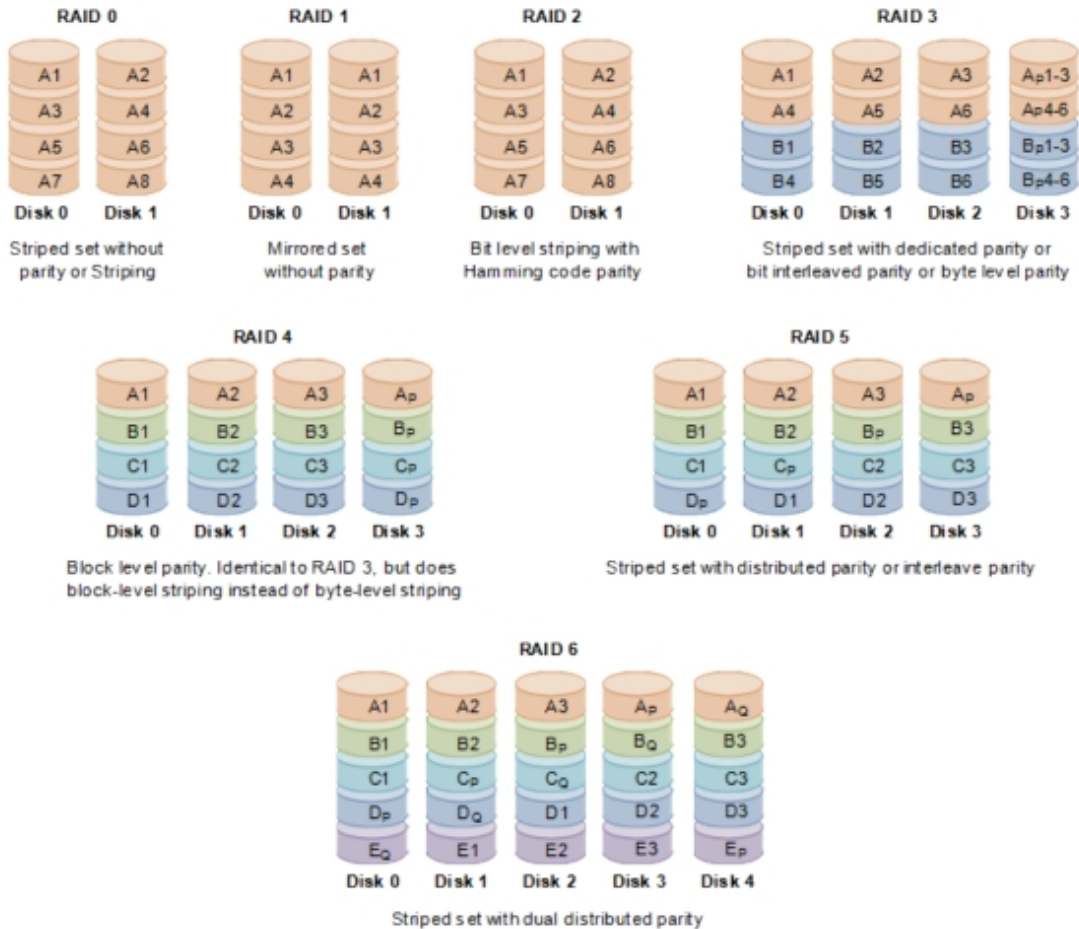 RAID 0
RAID 1
RAID 2
RAID 3
A1 A2
A3 A4
A5 A6
A7 A8
Disk 0 Disk 1
Striped set without
parity or Striping
A1 A1
A2 A2
A3 A3
A4 A4
Disk 0 Disk 1
Mirrored set
without parity
A1 A2
A3 A4
A5 A6
A7 A8
Disk 0 Disk 1
Bit level striping with
Hamming code parity
A1 A2 A3 Ap1-3
A4 A5 A6 Ap4-6
B1 B2 B3 Bp1-3
B4 B5 B6 Bp4-6
Disk 0 Disk 1 Disk 2 Disk 3
Striped set with dedicated parity or
bit interleaved parity or byte level parity
RAID 4
A1 A2 A3 Ap
B1 B2 B3 Bp
C1 C2 C3 Cp
D1 D2 D3 Dp
Disk 0 Disk 1 Disk 2 Disk 3
Block level parity. Identical to RAID 3, but does
block-level striping instead of byte-level striping
RAID 5
A1 A2 A3 Ap
B1 B2 Bp B3
C1 Cp C2 C3
Dp D1 D2 D3
Disk 0 Disk 1 Disk 2 Disk 3
Striped set with distributed parity or interleave parity
RAID 6
A1 A2 A3 Ap AQ
B1 B2 Bp BQ B3
C1 Cp CQ C2 C3
Dp DQ D1 D2 D3
EQ E1 E2 E3 Ep
Disk 0 Disk 1 Disk 2 Disk 3 Disk 4
Striped set with dual distributed parity